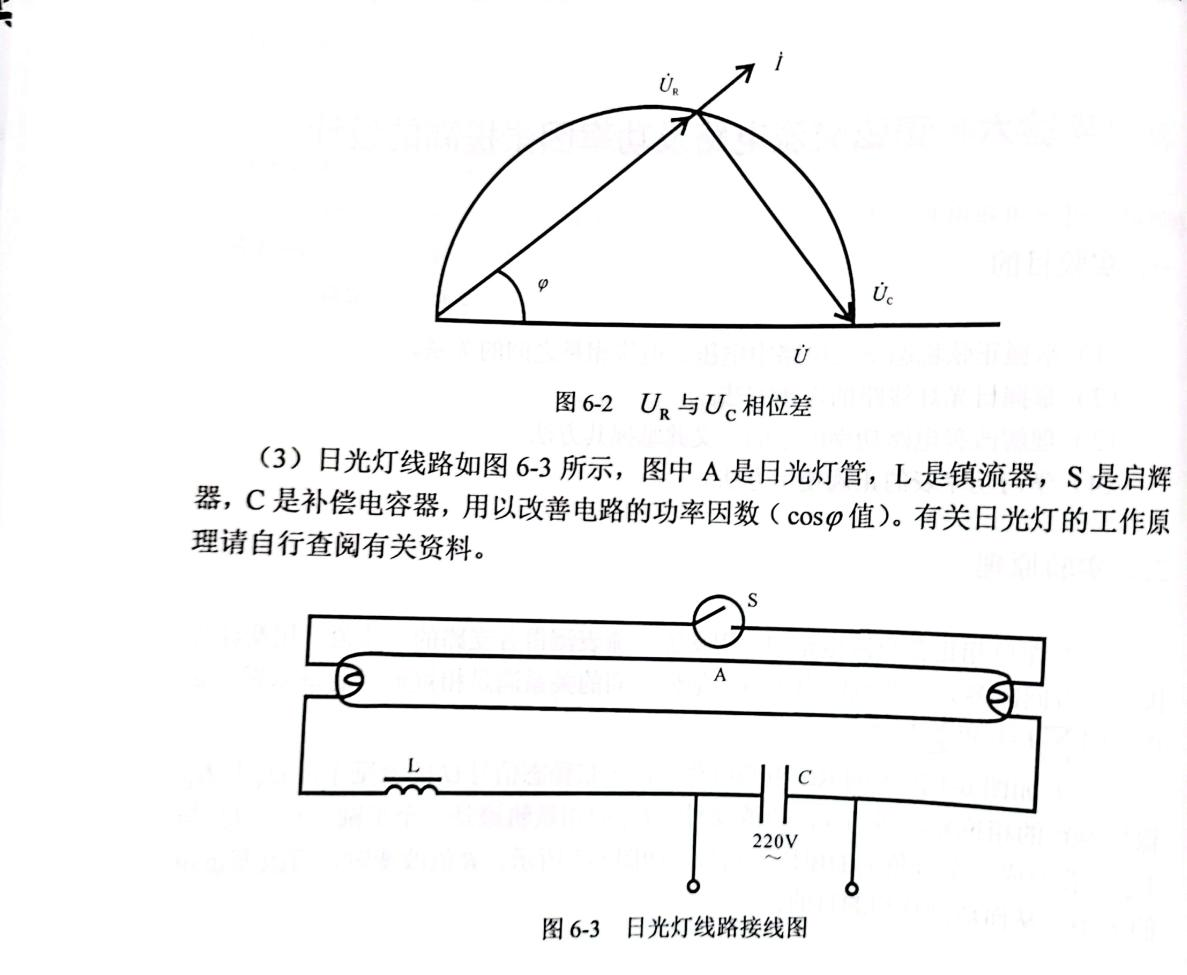 İ
U̇R
φ
U̇c
U̇
图 6-2 UR 与 UC 相位差
（3）日光灯线路如图 6-3 所示，图中 A 是日光灯管，L 是镇流器，S 是启辉
器，C 是补偿电容器，用以改善电路的功率因数（cosφ 值）。有关日光灯的工作原
理请自行查阅有关资料。
S
A
L
C
220V
~
图 6-3 日光灯线路接线图